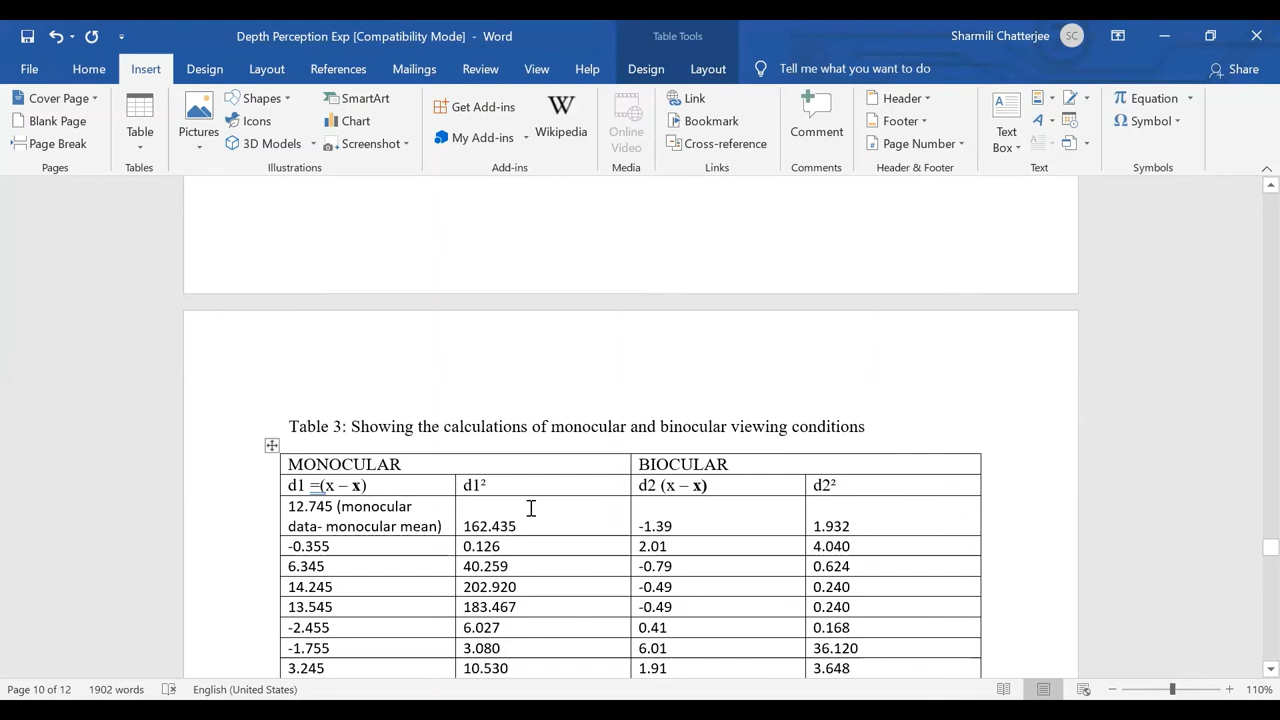 Depth Perception Exp [Compatibility Mode] - Word
Table Tools
Sharmili Chatterjee SC
File Home Insert Design Layout References Mailings Review View Help Design Layout Tell me what you want to do Share
Cover Page
Blank Page
Page Break
Pages
Table
Tables
Pictures
Shapes
Icons
3D Models
SmartArt
Chart
Screenshot
Illustrations
Get Add-ins
My Add-ins
Wikipedia
Add-ins
Online
Video
Media
Link
Bookmark
Cross-reference
Links
Comment
Comments
Header
Footer
Page Number
Header & Footer
Text
Box
A
Text
π Equation
Ω Symbol
Symbols
Table 3: Showing the calculations of monocular and binocular viewing conditions
MONOCULAR BIOCULAR
d1 =(x – x) d1² d2 (x – x) d2²
12.745 (monocular
data- monocular mean) 162.435 -1.39 1.932
-0.355 0.126 2.01 4.040
6.345 40.259 -0.79 0.624
14.245 202.920 -0.49 0.240
13.545 183.467 -0.49 0.240
-2.455 6.027 0.41 0.168
-1.755 3.080 6.01 36.120
3.245 10.530 1.91 3.648
Page 10 of 12 1902 words English (United States) 110%